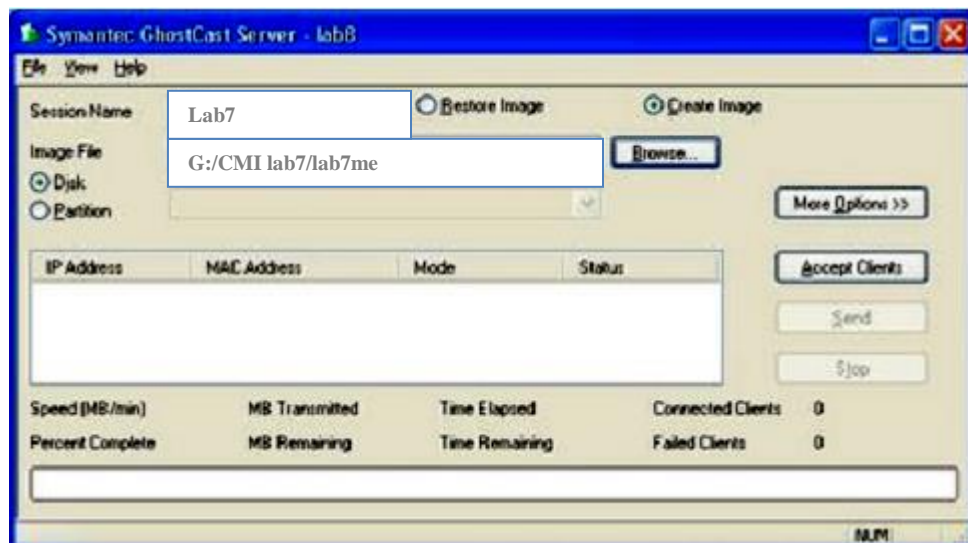 Symantec GhostCast Server - lab8
File View Help
Session Name Lab7 Restore Image Create Image
Image File G:/CMI lab7/lab7me Browse...
Disk
Partition More Options >>
IP Address MAC Address Mode Status Accept Clients
Send
Stop
Speed (MB/min) MB Transmitted Time Elapsed Connected Clients 0
Percent Complete MB Remaining Time Remaining Failed Clients 0
NUM